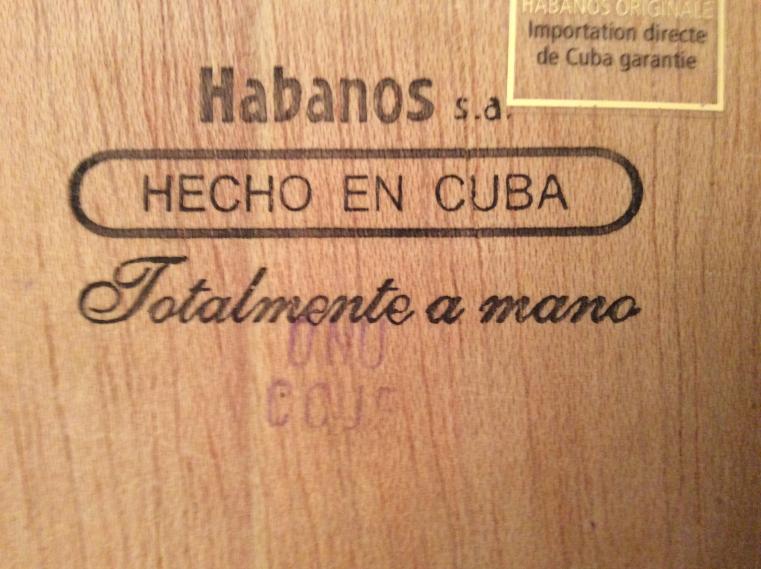 HABANOS ORIGINALE
Importation directe
de Cuba garantie
Habanos s.a.
HECHO EN CUBA
Totalmente a mano